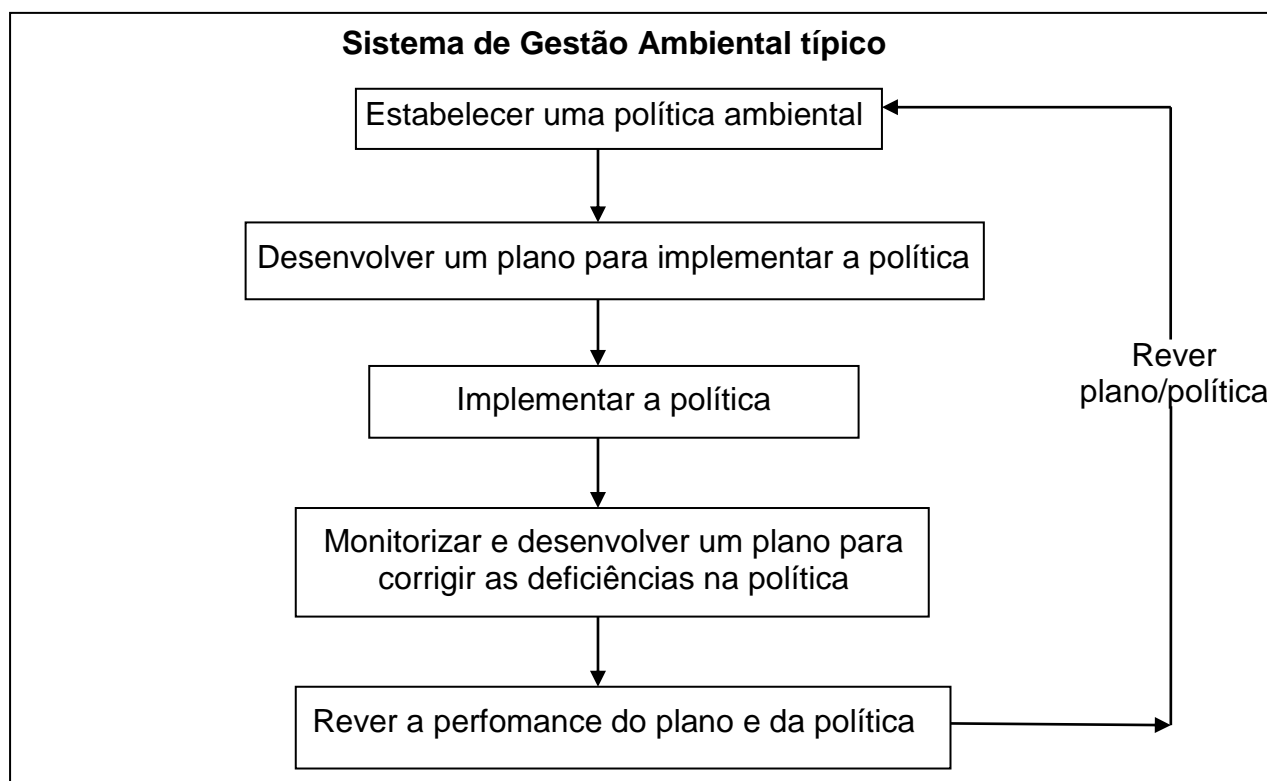 Sistema de Gestão Ambiental típico
Estabelecer uma política ambiental
Desenvolver um plano para implementar a política
Implementar a política
Rever
plano/política
Monitorizar e desenvolver um plano para
corrigir as deficiências na política
Rever a perfomance do plano e da política